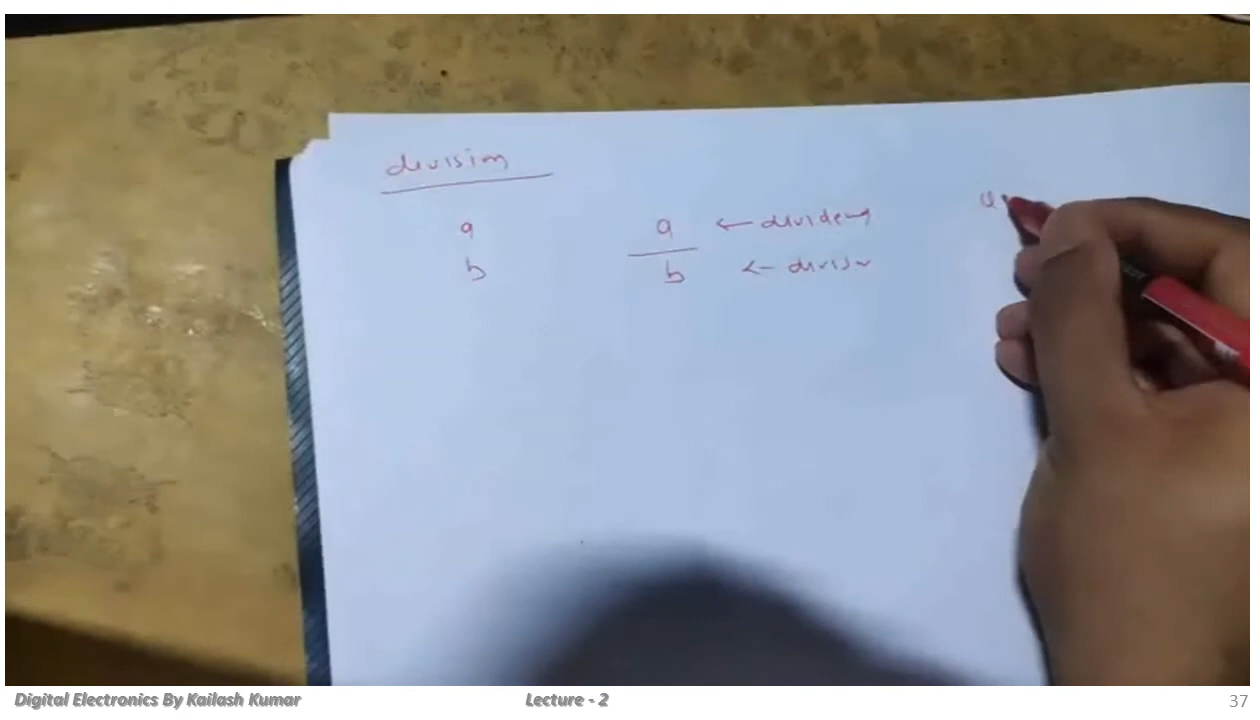 division
a a ← dividend
b b ← divisor
Digital Electronics By Kailash Kumar Lecture - 2 37